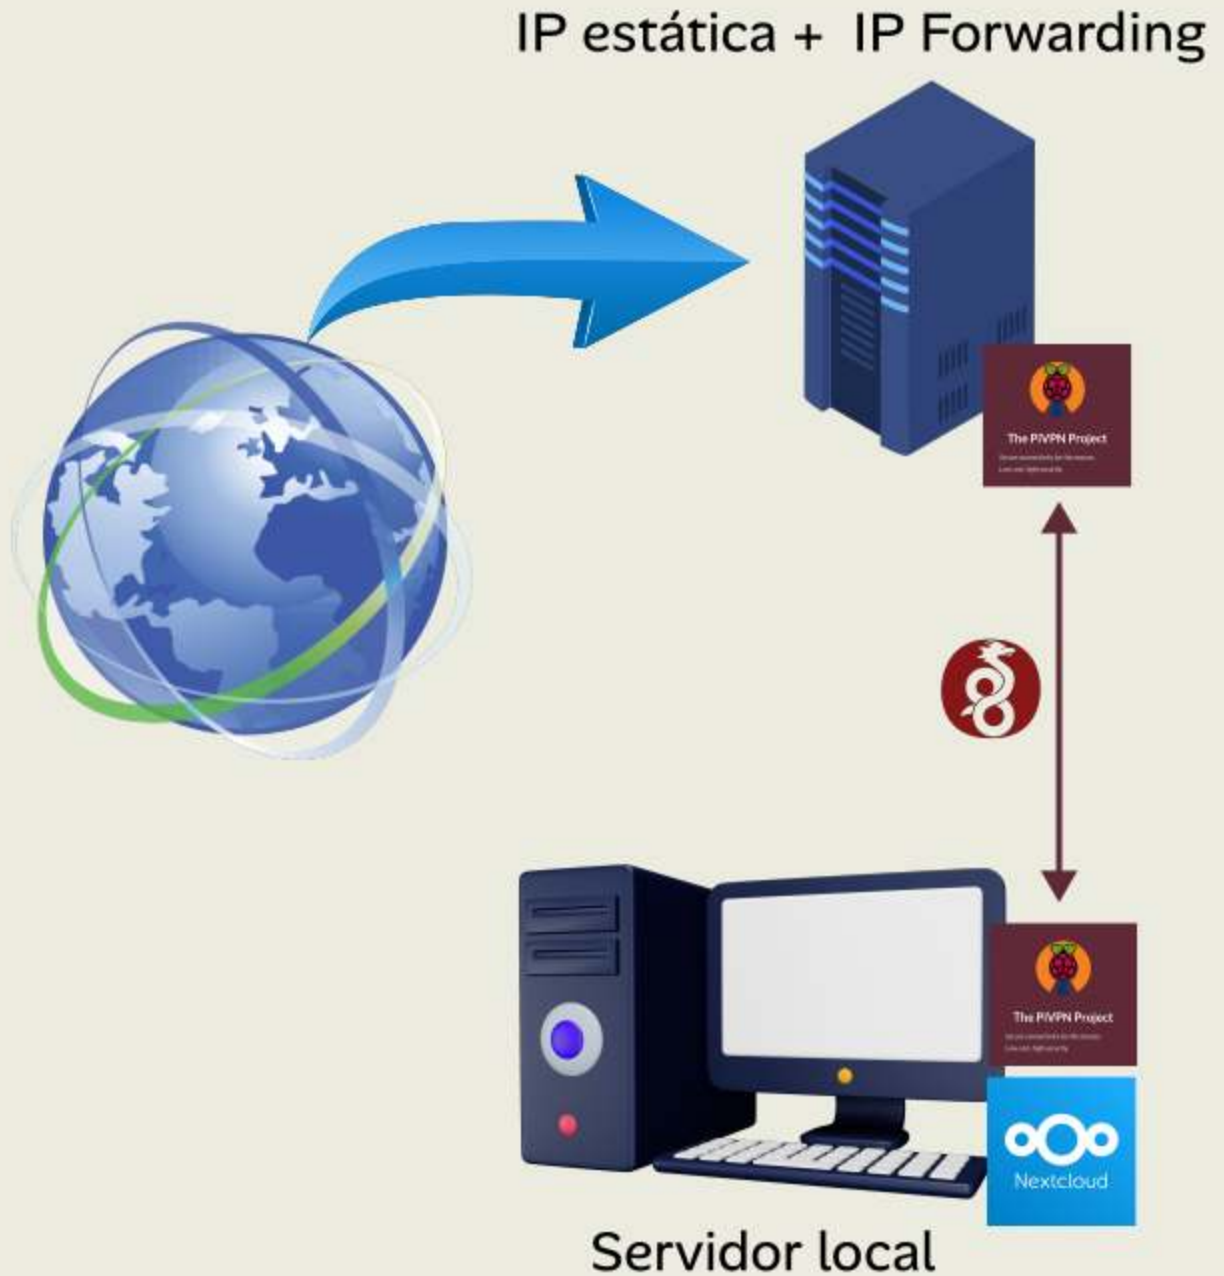 IP estática + IP Forwarding
The PiVPN Project
The PiVPN Project
Nextcloud
Servidor local